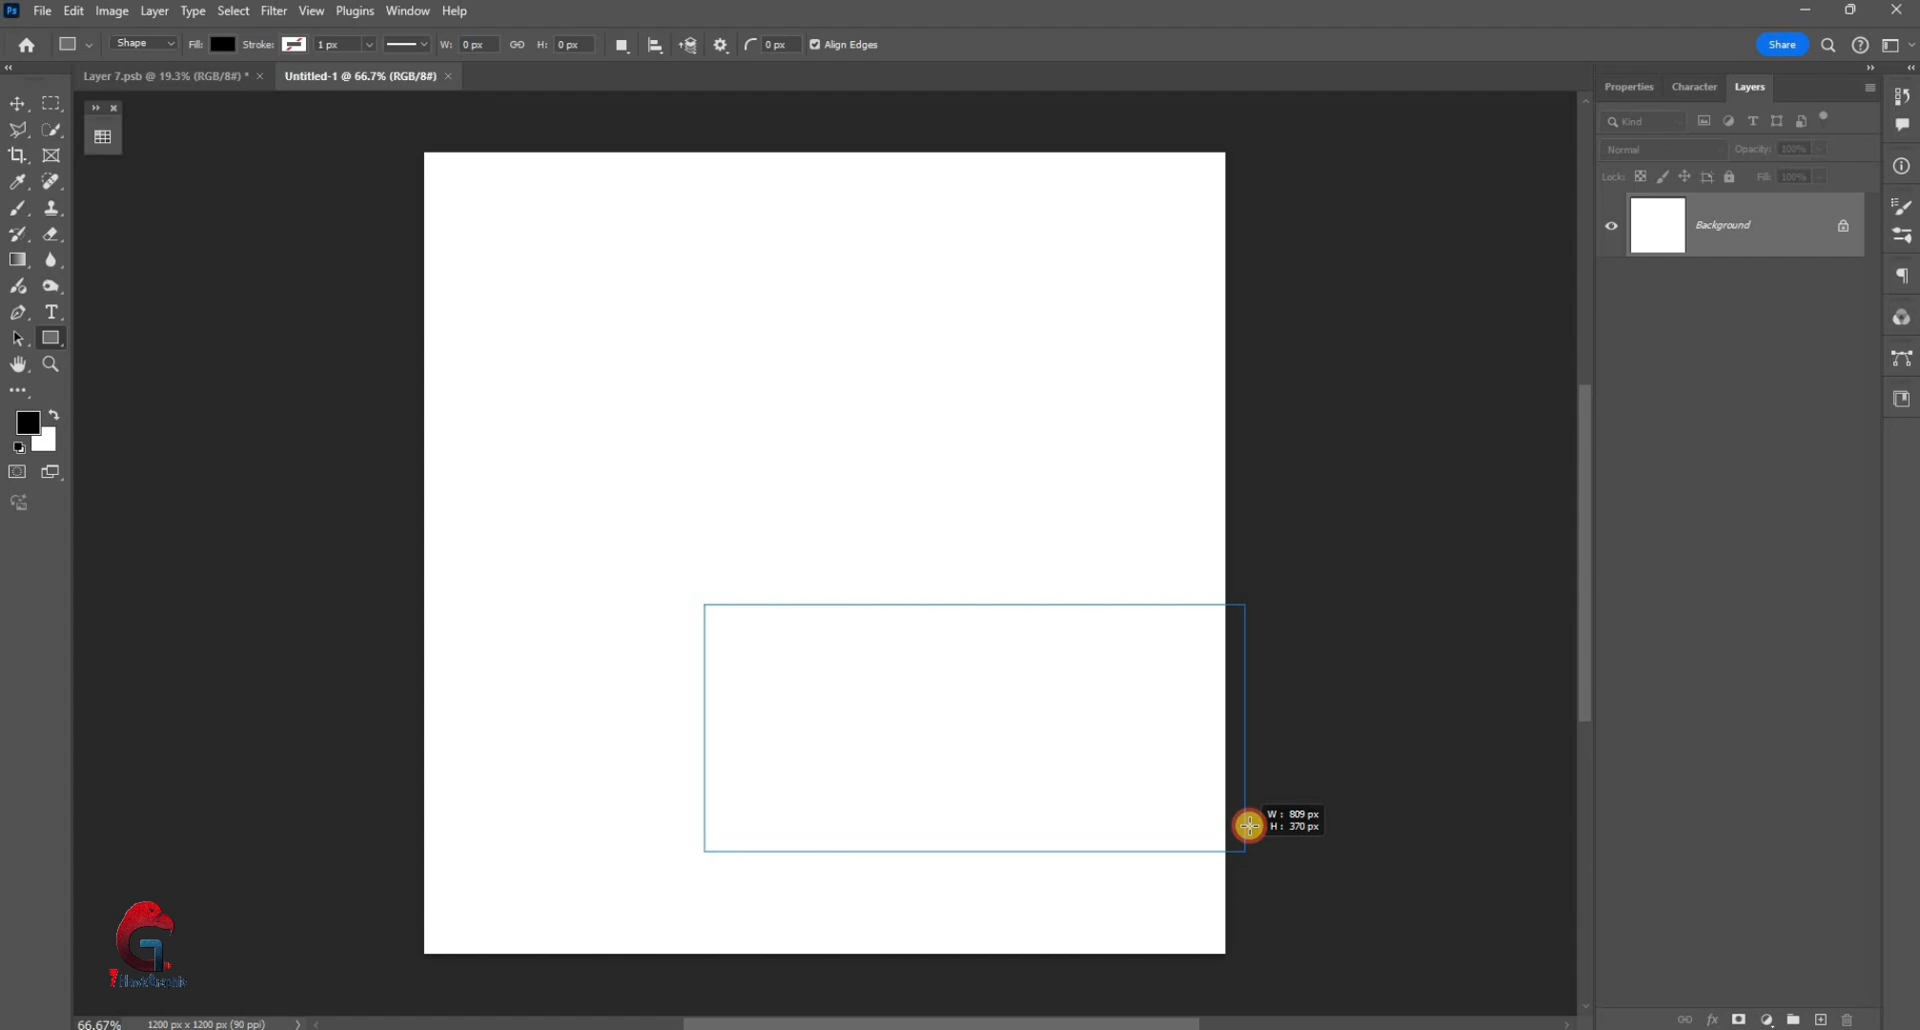 Ps File Edit Image Layer Type Select Filter View Plugins Window Help
Shape Fill: Stroke: 1 px W: 0 px H: 0 px 0 px Align Edges Share
Layer 7.psb @ 19.3% (RGB/8#) * × Untitled-1 @ 66.7% (RGB/8#) ×
Properties Character Layers
Kind
Normal Opacity: 100%
Lock: Fill: 100%
Background
W : 809 px
H : 370 px
66.67% 1200 px x 1200 px (90 ppi)